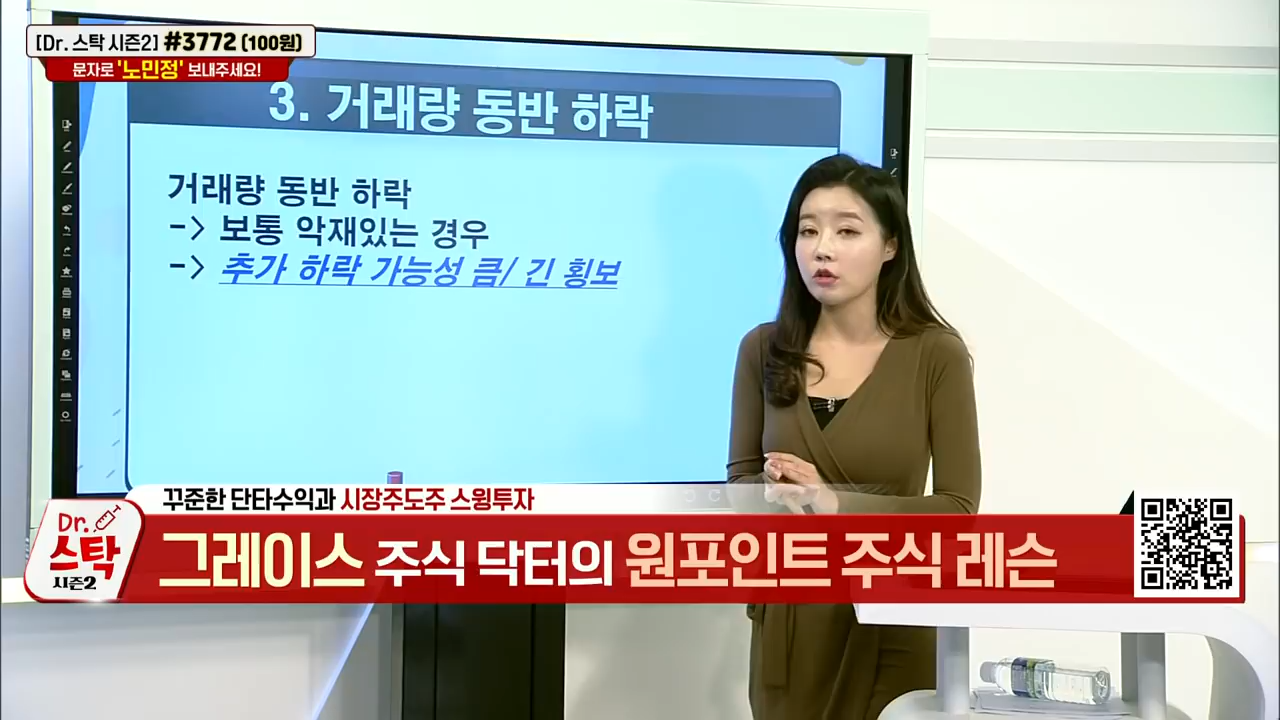 [Dr. 스탁 시즌2] #3772 (100원)
문자로 '노민정' 보내주세요!
3. 거래량 동반 하락
거래량 동반 하락
-> 보통 악재있는 경우
-> 추가 하락 가능성 큼/ 긴 횡보
꾸준한 단타수익과 시장주도주 스윙투자
Dr.
스탁
시즌2
그레이스 주식 닥터의 원포인트 주식 레슨